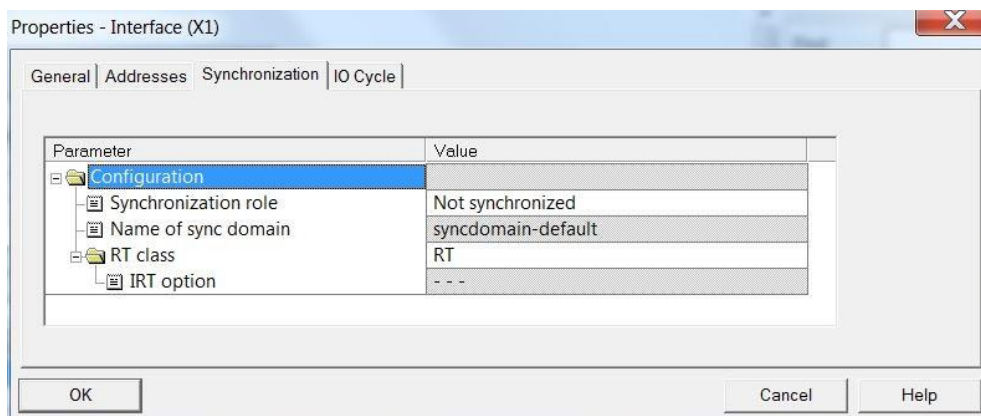 Properties - Interface (X1)
General Addresses Synchronization IO Cycle
Parameter Value
Configuration
Synchronization role Not synchronized
Name of sync domain syncdomain-default
RT class RT
IRT option - - -
OK Cancel Help